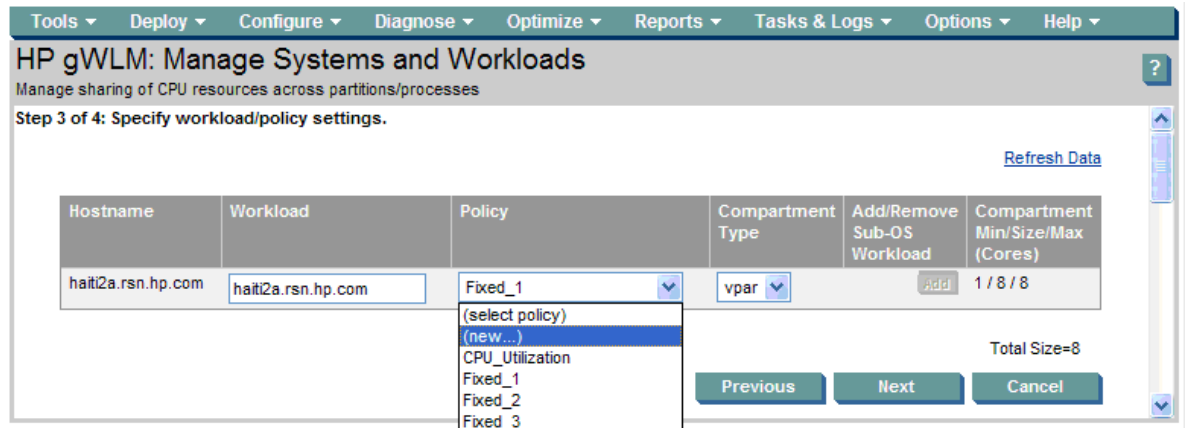 Tools Deploy Configure Diagnose Optimize Reports Tasks & Logs Options Help
HP gWLM: Manage Systems and Workloads
?
Manage sharing of CPU resources across partitions/processes
Step 3 of 4: Specify workload/policy settings.
Refresh Data
Hostname Workload Policy Compartment Add/Remove Compartment
Type Sub-OS Min/Size/Max
Workload (Cores)
haiti2a.rsn.hp.com haiti2a.rsn.hp.com Fixed_1 vpar Add 1 / 8 / 8
(select policy)
(new...)
Total Size=8
CPU_Utilization
Fixed_1
Previous Next Cancel
Fixed_2
Fixed_3